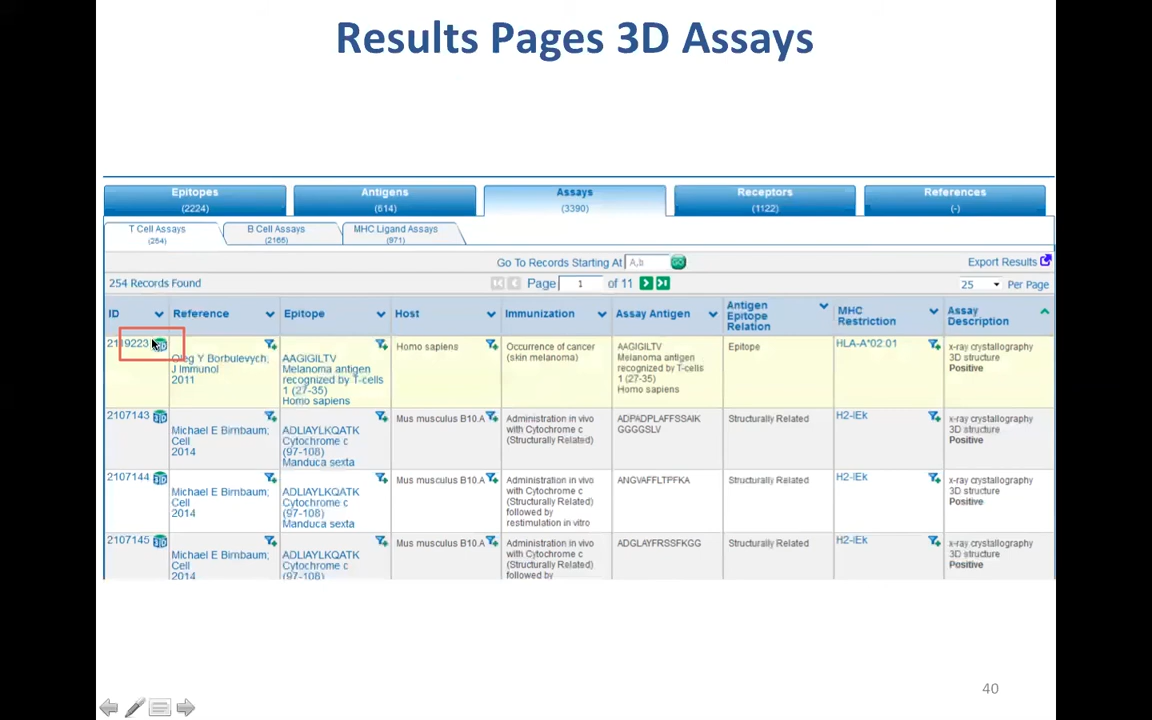 Results Pages 3D Assays
Epitopes
(2224)
Antigens
(614)
Assays
(3390)
Receptors
(1122)
References
(-)
T Cell Assays
(254)
B Cell Assays
(2165)
MHC Ligand Assays
(971)
Go To Records Starting At A,b GO
Export Results
254 Records Found
Page 1 of 11
25 Per Page
ID
Reference
Epitope
Host
Immunization
Assay Antigen
Antigen
Epitope
Relation
MHC
Restriction
Assay
Description
2119223 3D
Oleg Y Borbulevych;
J Immunol
2011
AAGIGILTV
Melanoma antigen
recognized by T-cells
1 (27-35)
Homo sapiens
Homo sapiens
Occurrence of cancer
(skin melanoma)
AAGIGILTV
Melanoma antigen
recognized by T-cells
1 (27-35)
Homo sapiens
Epitope
HLA-A*02:01
x-ray crystallography
3D structure
Positive
2107143 3D
Michael E Birnbaum;
Cell
2014
ADLIAYLKQATK
Cytochrome c
(97-108)
Manduca sexta
Mus musculus B10.A
Administration in vivo
with Cytochrome c
(Structurally Related)
ADPADPLAFFSSAIK
GGGGSLV
Structurally Related
H2-IEk
x-ray crystallography
3D structure
Positive
2107144 3D
Michael E Birnbaum;
Cell
2014
ADLIAYLKQATK
Cytochrome c
(97-108)
Manduca sexta
Mus musculus B10.A
Administration in vivo
with Cytochrome c
(Structurally Related)
followed by
restimulation in vitro
ANGVAFFLTPFKA
Structurally Related
H2-IEk
x-ray crystallography
3D structure
Positive
2107145 3D
Michael E Birnbaum;
Cell
2014
ADLIAYLKQATK
Cytochrome c
(97-108)
Mus musculus B10.A
Administration in vivo
with Cytochrome c
(Structurally Related)
followed by
ADGLAYFRSSFKGG
Structurally Related
H2-IEk
x-ray crystallography
3D structure
Positive
40